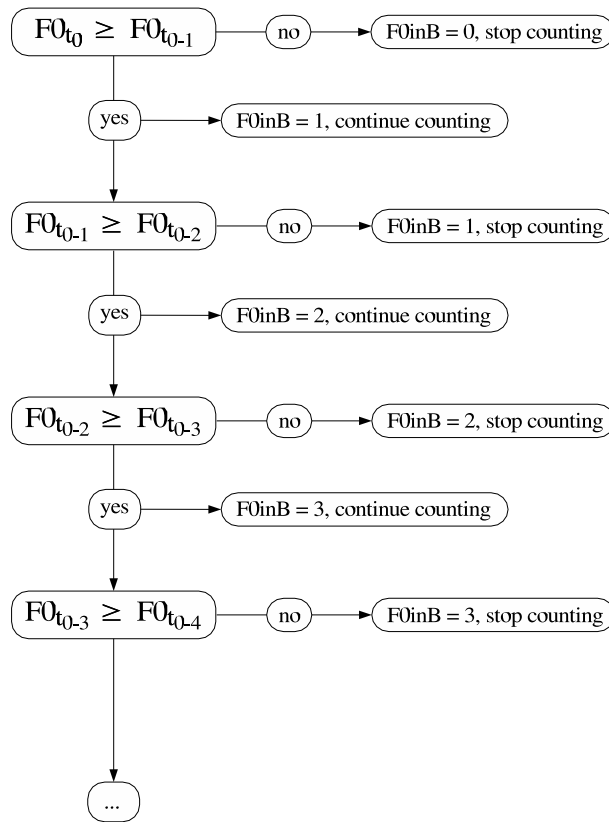 F0t0 ≥ F0t0-1 no F0inB = 0, stop counting
yes F0inB = 1, continue counting
F0t0-1 ≥ F0t0-2 no F0inB = 1, stop counting
yes F0inB = 2, continue counting
F0t0-2 ≥ F0t0-3 no F0inB = 2, stop counting
yes F0inB = 3, continue counting
F0t0-3 ≥ F0t0-4 no F0inB = 3, stop counting
...